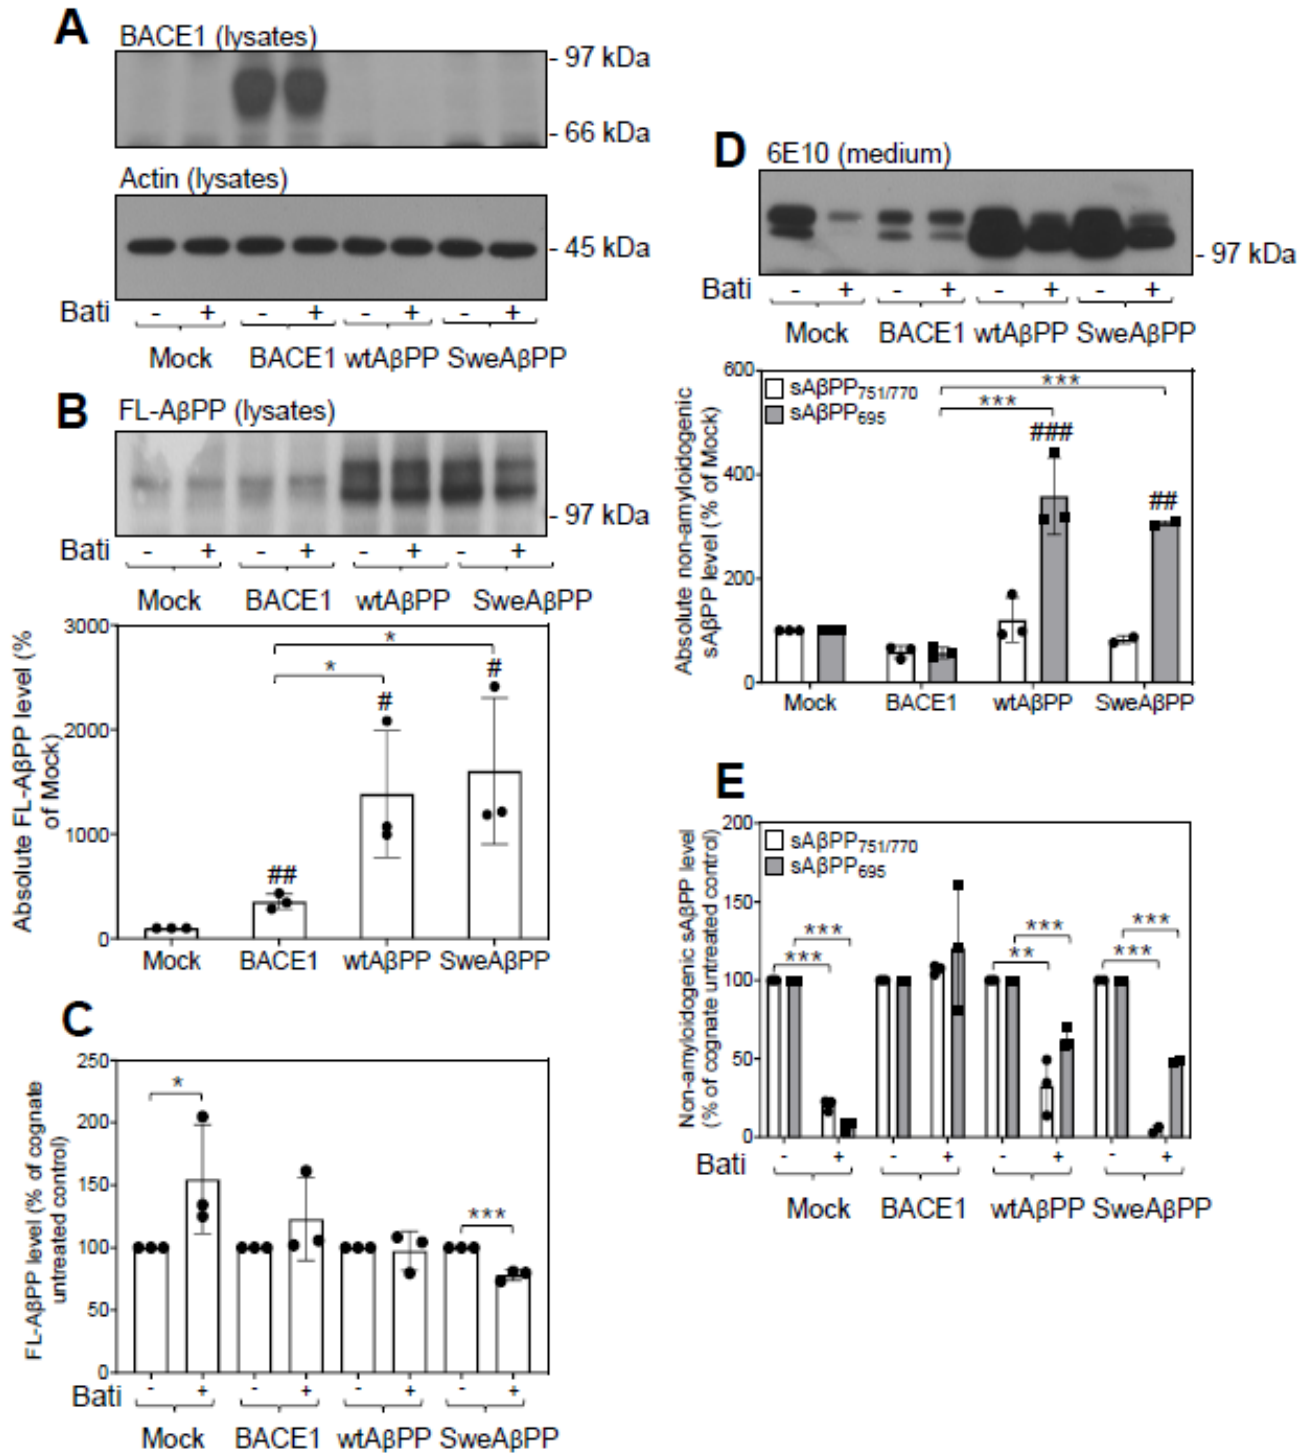 A
BACE1 (lysates)
- 97 kDa
- 66 kDa
Actin (lysates)
- 45 kDa
Bati - + - + - + - +
Mock BACE1 wtAβPP SweAβPP
B
FL-AβPP (lysates)
- 97 kDa
Bati - + - + - + - +
Mock BACE1 wtAβPP SweAβPP
Absolute FL-AβPP level (%
of Mock)
3000
2000
1000
0
*
*
#
#
##
Mock BACE1 wtAβPP SweAβPP
C
FL-AβPP level (% of cognate
untreated control)
250
200
150
100
50
0
*
***
Bati - + - + - + - +
Mock BACE1 wtAβPP SweAβPP
D
6E10 (medium)
- 97 kDa
Bati - + - + - + - +
Mock BACE1 wtAβPP SweAβPP
Absolute non-amyloidogenic
sAβPP level (% of Mock)
600
400
200
0
sAβPP751/770
sAβPP695
***
***
###
##
Mock BACE1 wtAβPP SweAβPP
E
Non-amyloidogenic sAβPP level
(% of cognate untreated control)
200
150
100
50
0
sAβPP751/770
sAβPP695
***
***
***
**
***
***
Bati - + - + - + - +
Mock BACE1 wtAβPP SweAβPP